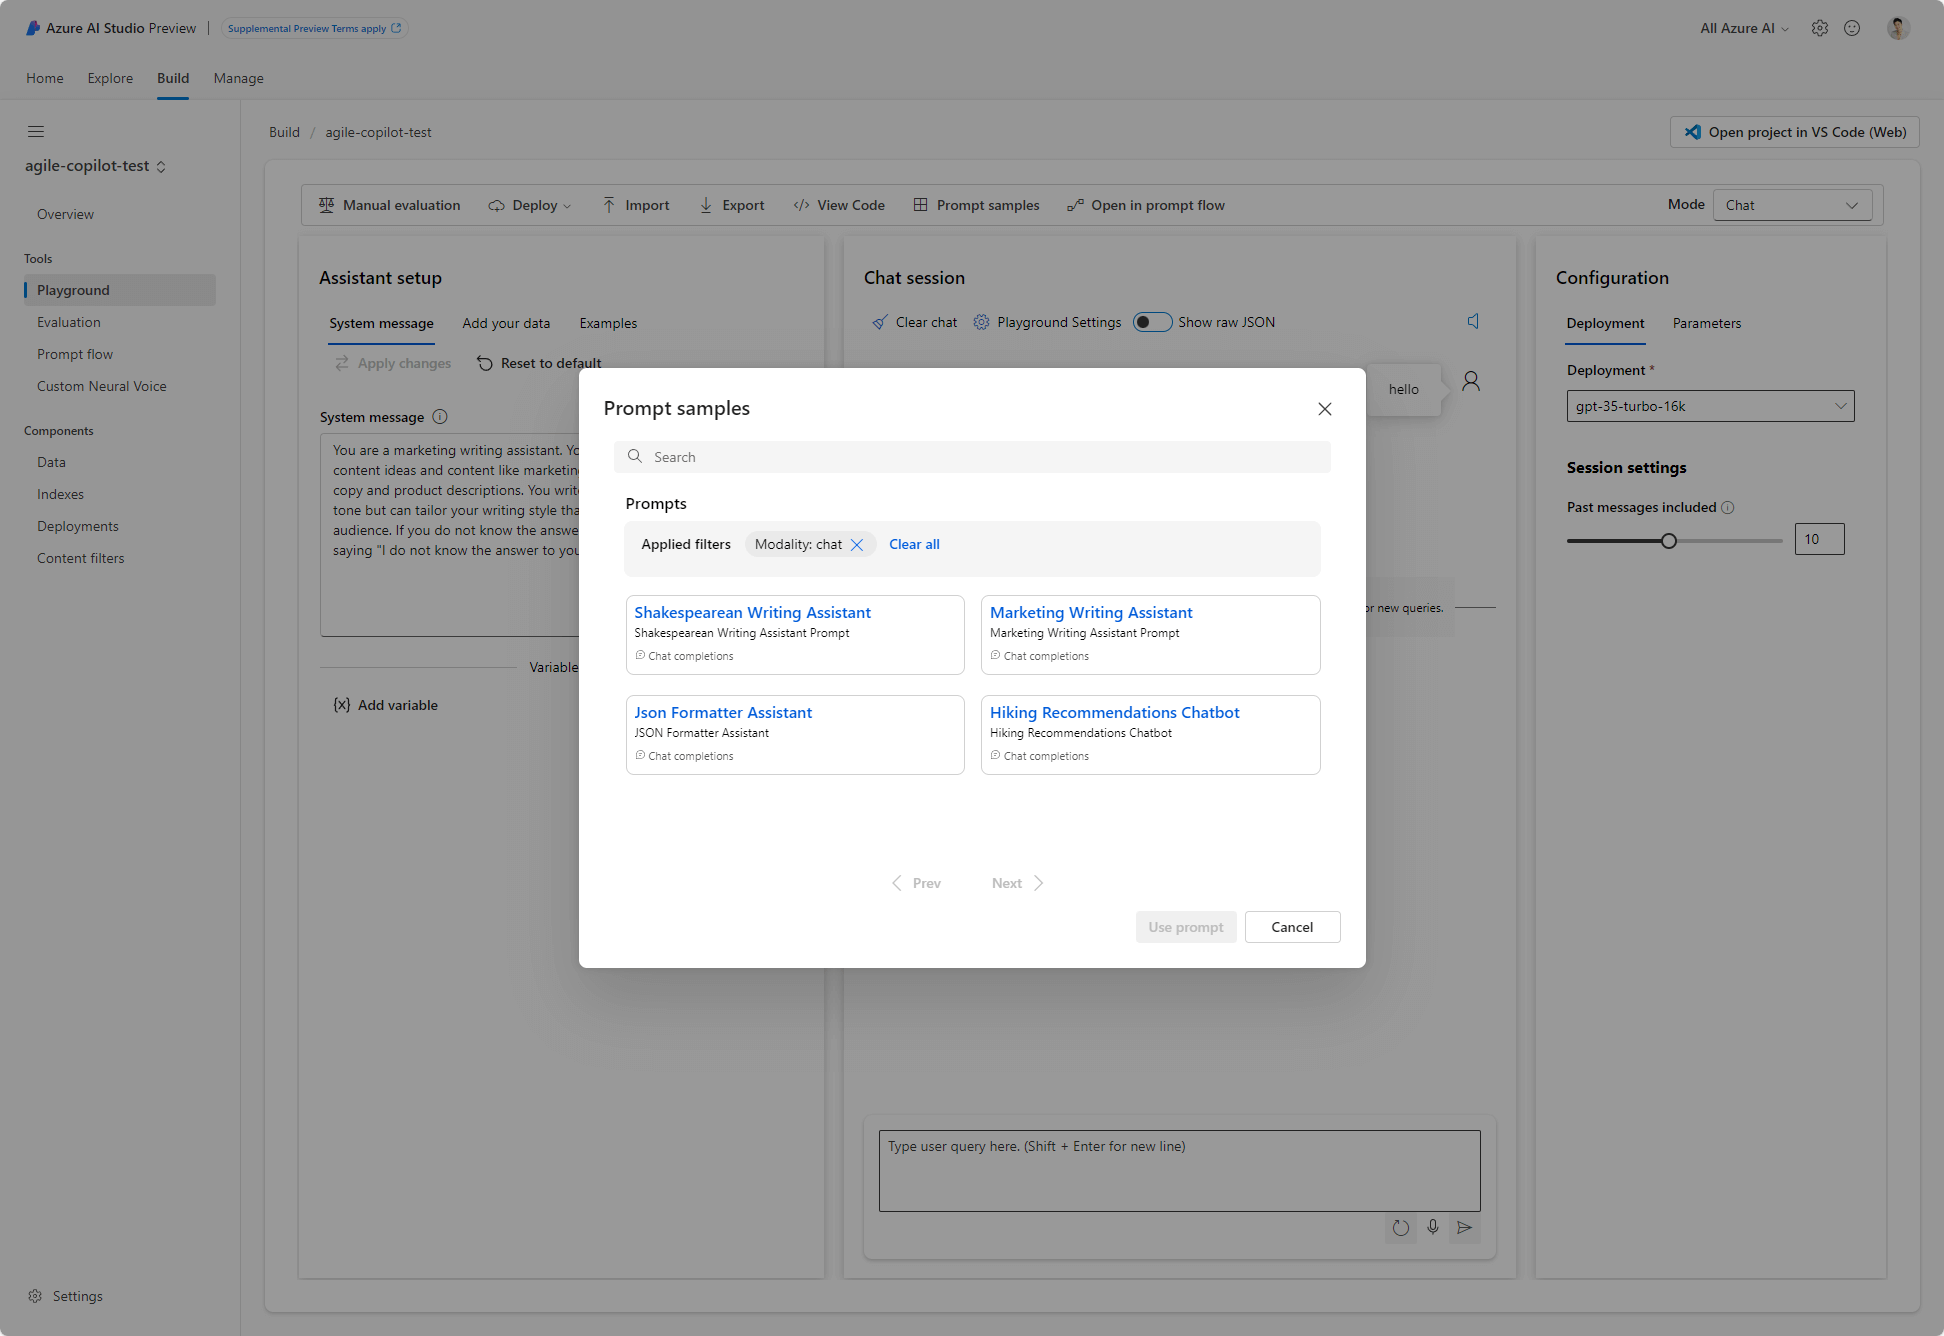 Azure AI Studio Preview
Supplemental Preview Terms apply
All Azure AI
Home
Explore
Build
Manage
agile-copilot-test
Overview
Tools
Playground
Evaluation
Prompt flow
Custom Neural Voice
Components
Data
Indexes
Deployments
Content filters
Settings
Build / agile-copilot-test
Open project in VS Code (Web)
Manual evaluation
Deploy
Import
Export
View Code
Prompt samples
Open in prompt flow
Mode
Chat
Assistant setup
System message
Add your data
Examples
Apply changes
Reset to default
System message
You are a marketing writing assistant.
content ideas and content like
copy and product descriptions. You
tone but can tailor your writing style
audience. If you do not know the
saying "I do not know the answer to
{x} Add variable
Chat session
Clear chat
Playground Settings
Show raw JSON
hello
for new queries.
Type user query here. (Shift + Enter for new line)
Configuration
Deployment
Parameters
Deployment *
gpt-35-turbo-16k
Session settings
Past messages included
10
Prompt samples
Search
Prompts
Applied filters
Modality: chat
Clear all
Shakespearean Writing Assistant
Shakespearean Writing Assistant Prompt
Chat completions
Marketing Writing Assistant
Marketing Writing Assistant Prompt
Chat completions
Json Formatter Assistant
JSON Formatter Assistant
Chat completions
Hiking Recommendations Chatbot
Hiking Recommendations Chatbot
Chat completions
Prev
Next
Use prompt
Cancel